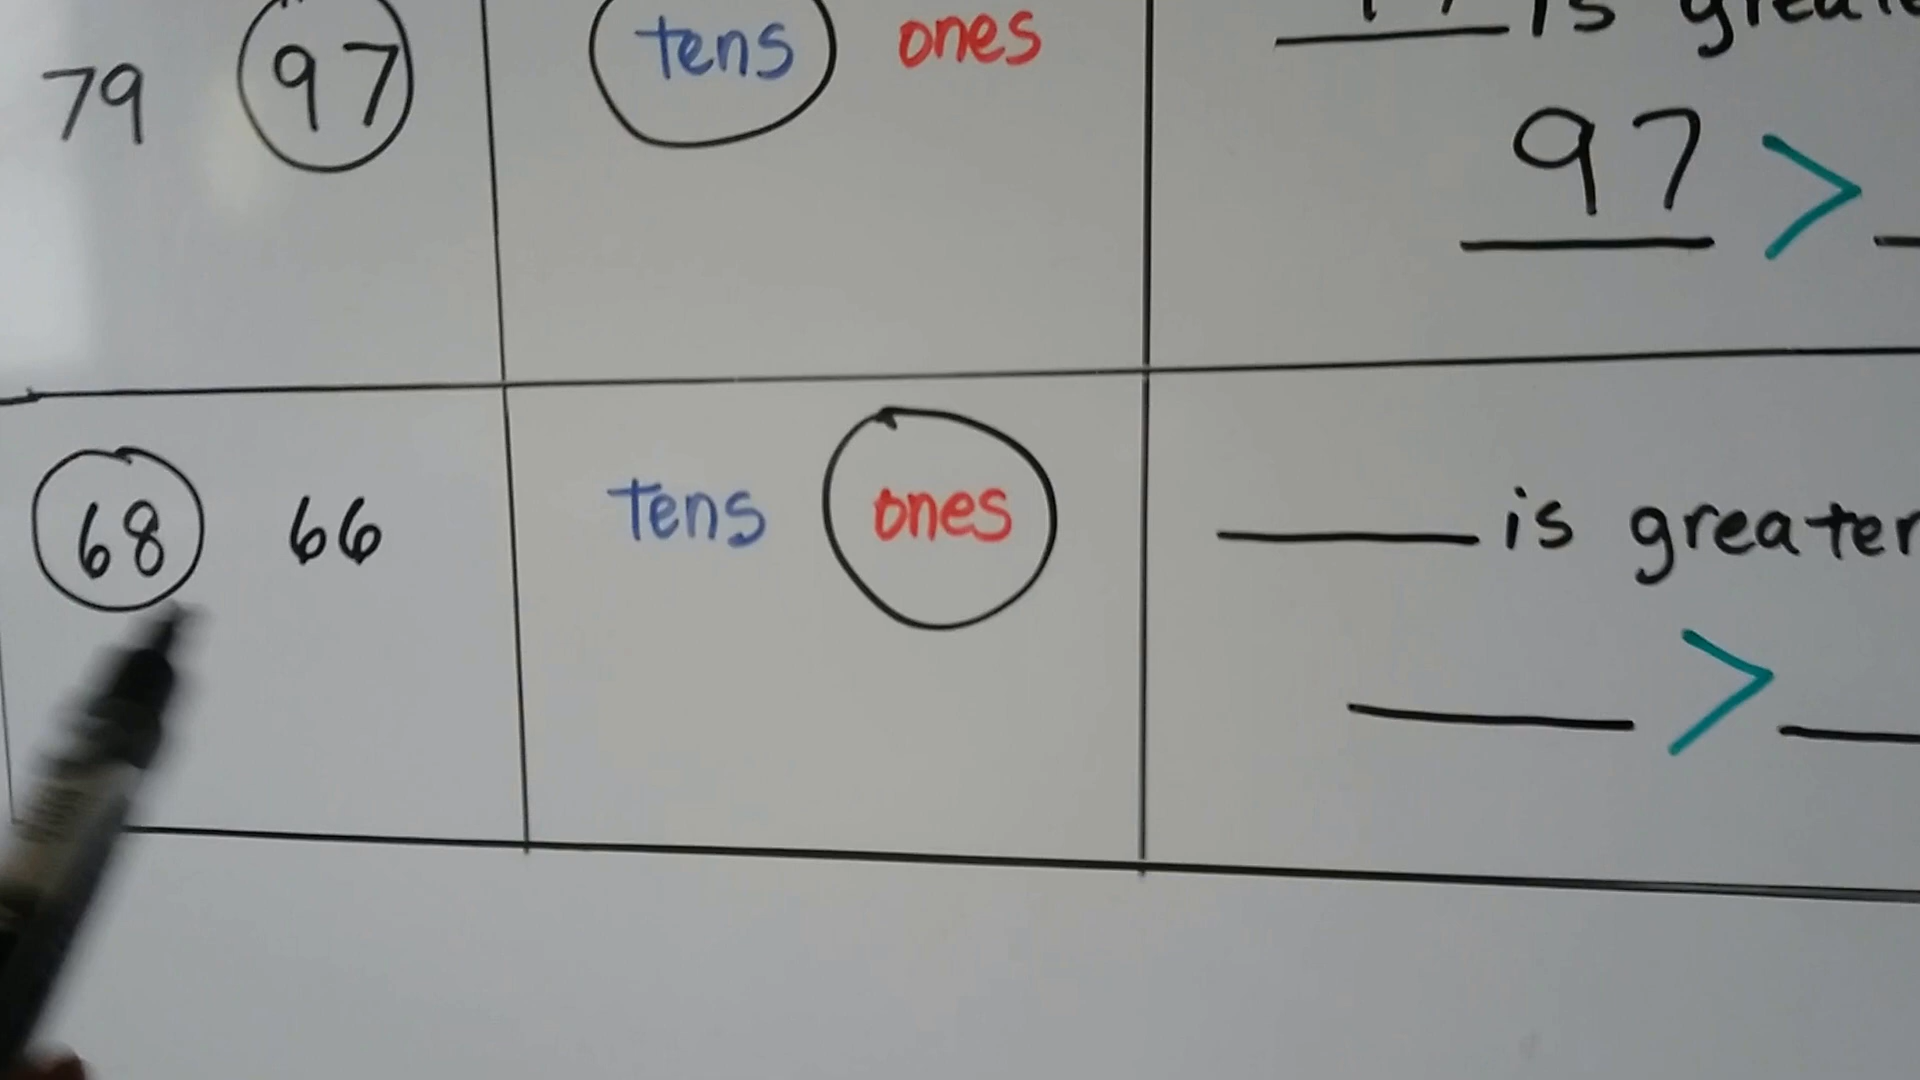 79 97 tens ones is
97 >
68 66 tens ones is greater
>